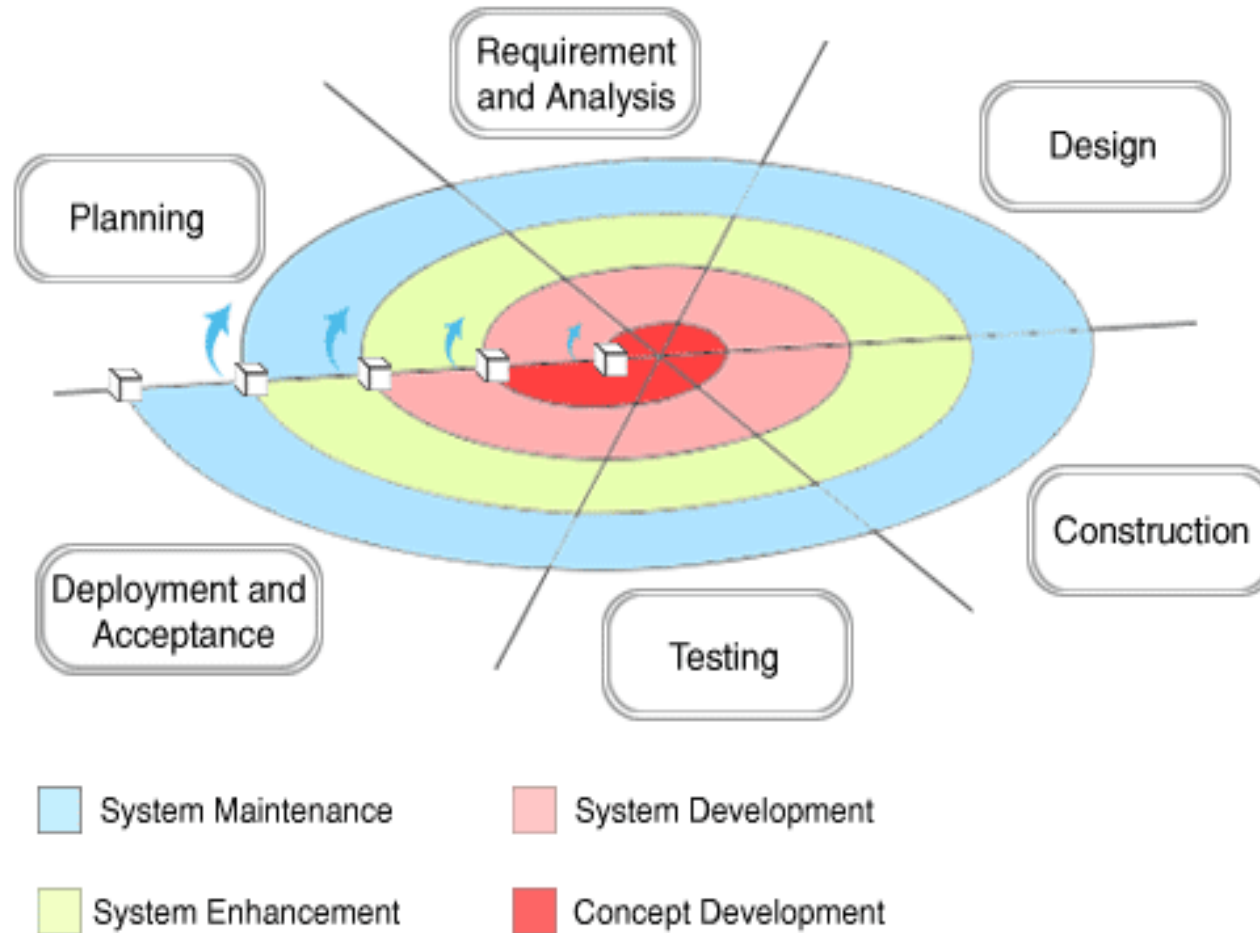 Requirement
and Analysis
Design
Planning
Construction
Deployment and
Acceptance
Testing
System Maintenance
System Development
System Enhancement
Concept Development